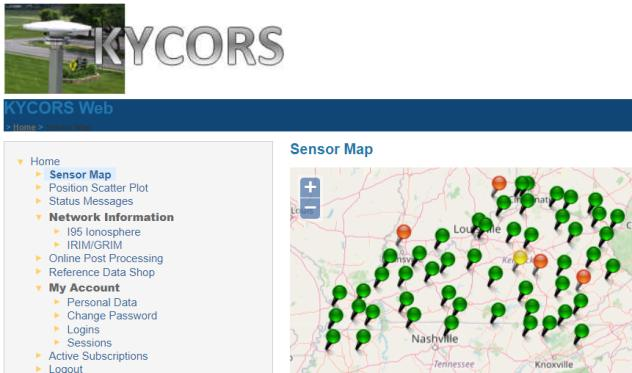 KYCORS
KYCORS Web
> Home > Sensor Map
Home
Sensor Map
Position Scatter Plot
Status Messages
Network Information
I95 Ionosphere
IRIM/GRIM
Online Post Processing
Reference Data Shop
My Account
Personal Data
Change Password
Logins
Sessions
Active Subscriptions
Logout
Sensor Map
+
−
Nashville
Tennessee
Knoxville